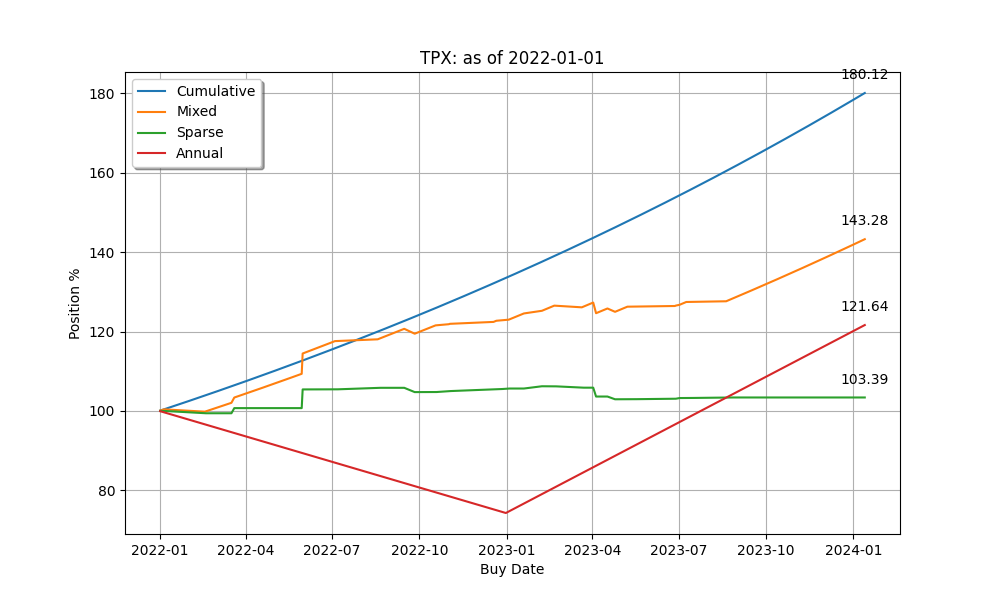 TPX: as of 2022-01-01
180.12
180
Cumulative
Mixed
Sparse
Annual
160
143.28
140
121.64
120
103.39
100
80
Position %
2022-01 2022-04 2022-07 2022-10 2023-01 2023-04 2023-07 2023-10 2024-01
Buy Date